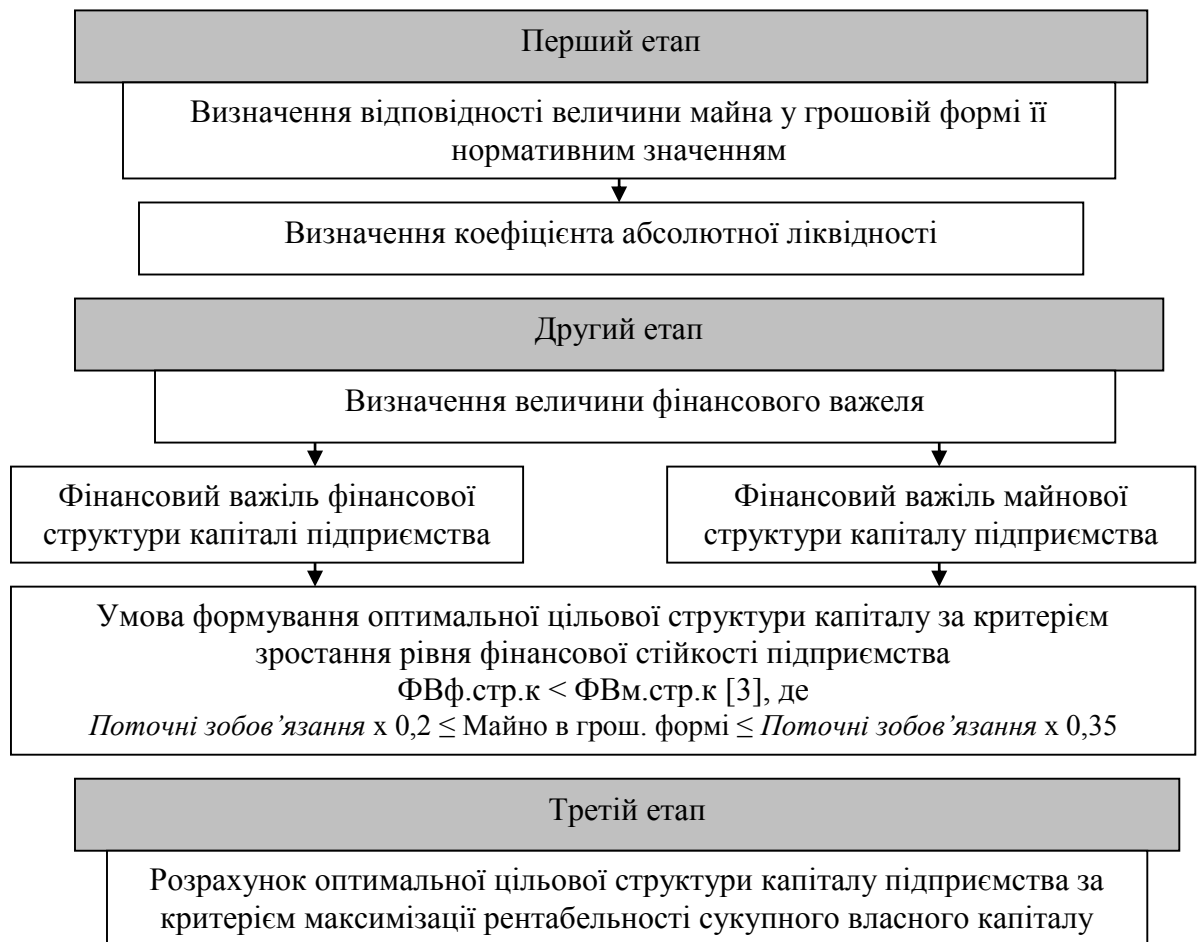 Перший етап
Визначення відповідності величини майна у грошовій формі її
нормативним значенням
Визначення коефіцієнта абсолютної ліквідності
Другий етап
Визначення величини фінансового важеля
Фінансовий важіль фінансової
структури капіталі підприємства
Фінансовий важіль майнової
структури капіталу підприємства
Умова формування оптимальної цільової структури капіталу за критерієм
зростання рівня фінансової стійкості підприємства
ФВф.стр.к < ФВм.стр.к [3], де
Поточні зобов’язання х 0,2 ≤ Майно в грош. формі ≤ Поточні зобов’язання х 0,35
Третій етап
Розрахунок оптимальної цільової структури капіталу підприємства за
критерієм максимізації рентабельності сукупного власного капіталу